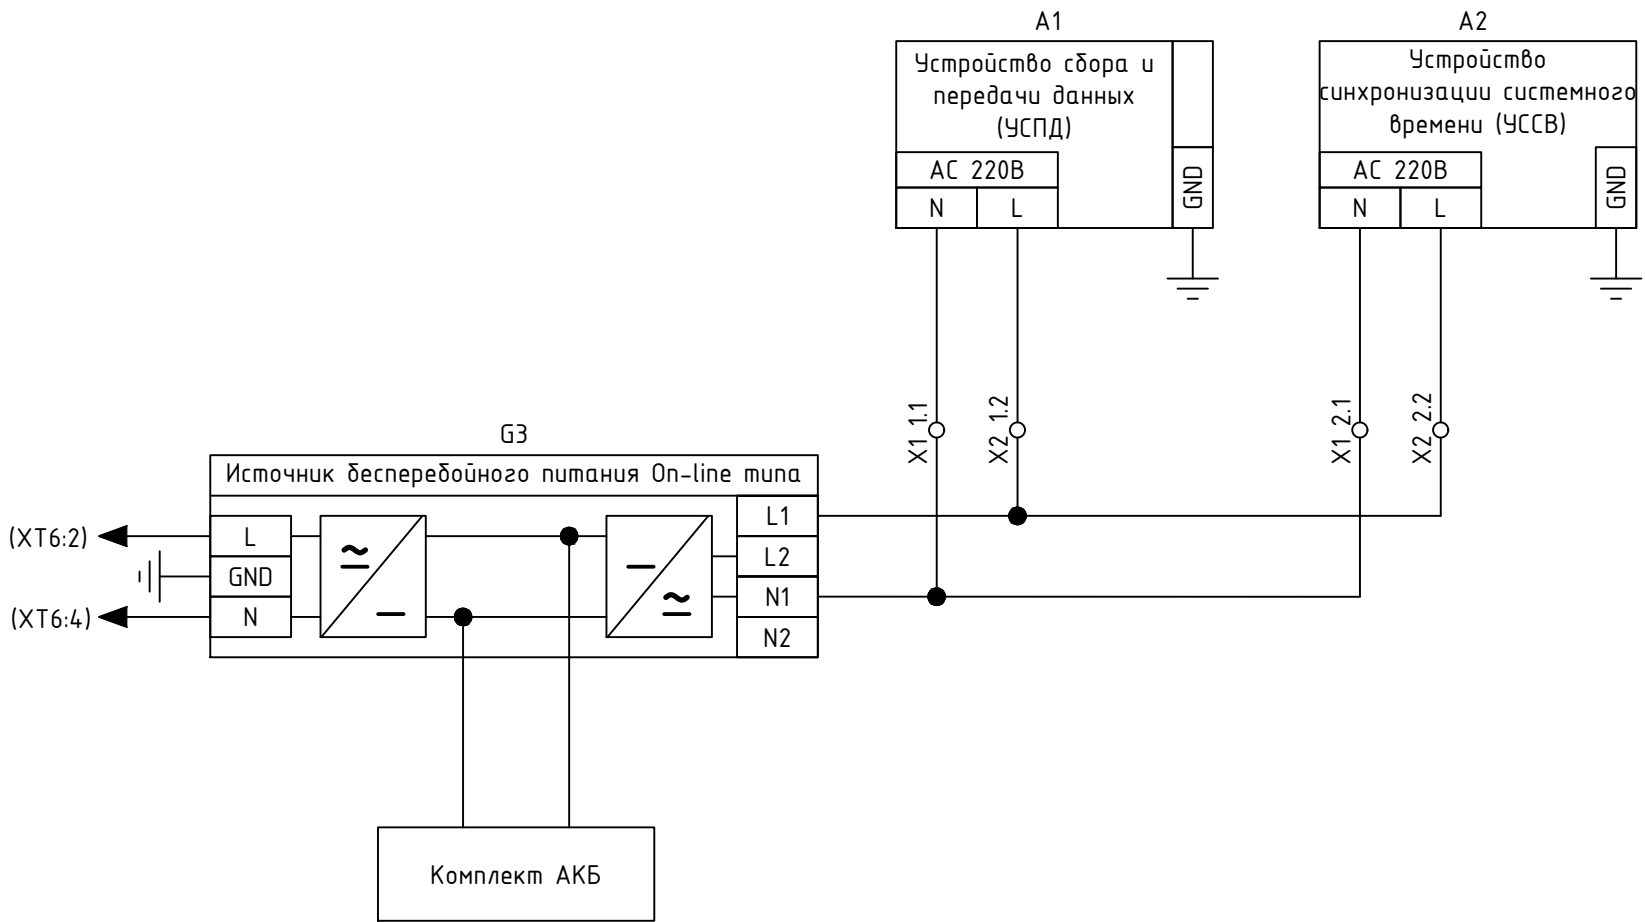 A1
Устройство сбора и
передачи данных
(УСПД)
AC 220В
N
L
GND
A2
Устройство
синхронизации системного
времени (УССВ)
AC 220В
N
L
GND
X1 1.1
X2 1.2
X1 2.1
X2 2.2
G3
Источник бесперебойного питания On-line типа
(XT6:2)
L
GND
(XT6:4)
N
L1
L2
N1
N2
Комплект АКБ